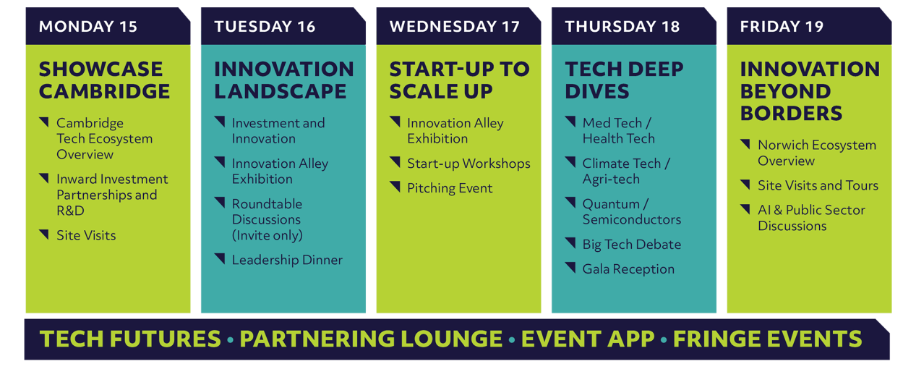 MONDAY 15
SHOWCASE
CAMBRIDGE
Cambridge
Tech Ecosystem
Overview
Inward Investment
Partnerships and
R&D
Site Visits
TUESDAY 16
INNOVATION
LANDSCAPE
Investment and
Innovation
Innovation Alley
Exhibition
Roundtable
Discussions
(Invite only)
Leadership Dinner
WEDNESDAY 17
START-UP TO
SCALE UP
Innovation Alley
Exhibition
Start-up Workshops
Pitching Event
THURSDAY 18
TECH DEEP
DIVES
Med Tech /
Health Tech
Climate Tech /
Agri-tech
Quantum /
Semiconductors
Big Tech Debate
Gala Reception
FRIDAY 19
INNOVATION
BEYOND
BORDERS
Norwich Ecosystem
Overview
Site Visits and Tours
AI & Public Sector
Discussions
TECH FUTURES • PARTNERING LOUNGE • EVENT APP • FRINGE EVENTS